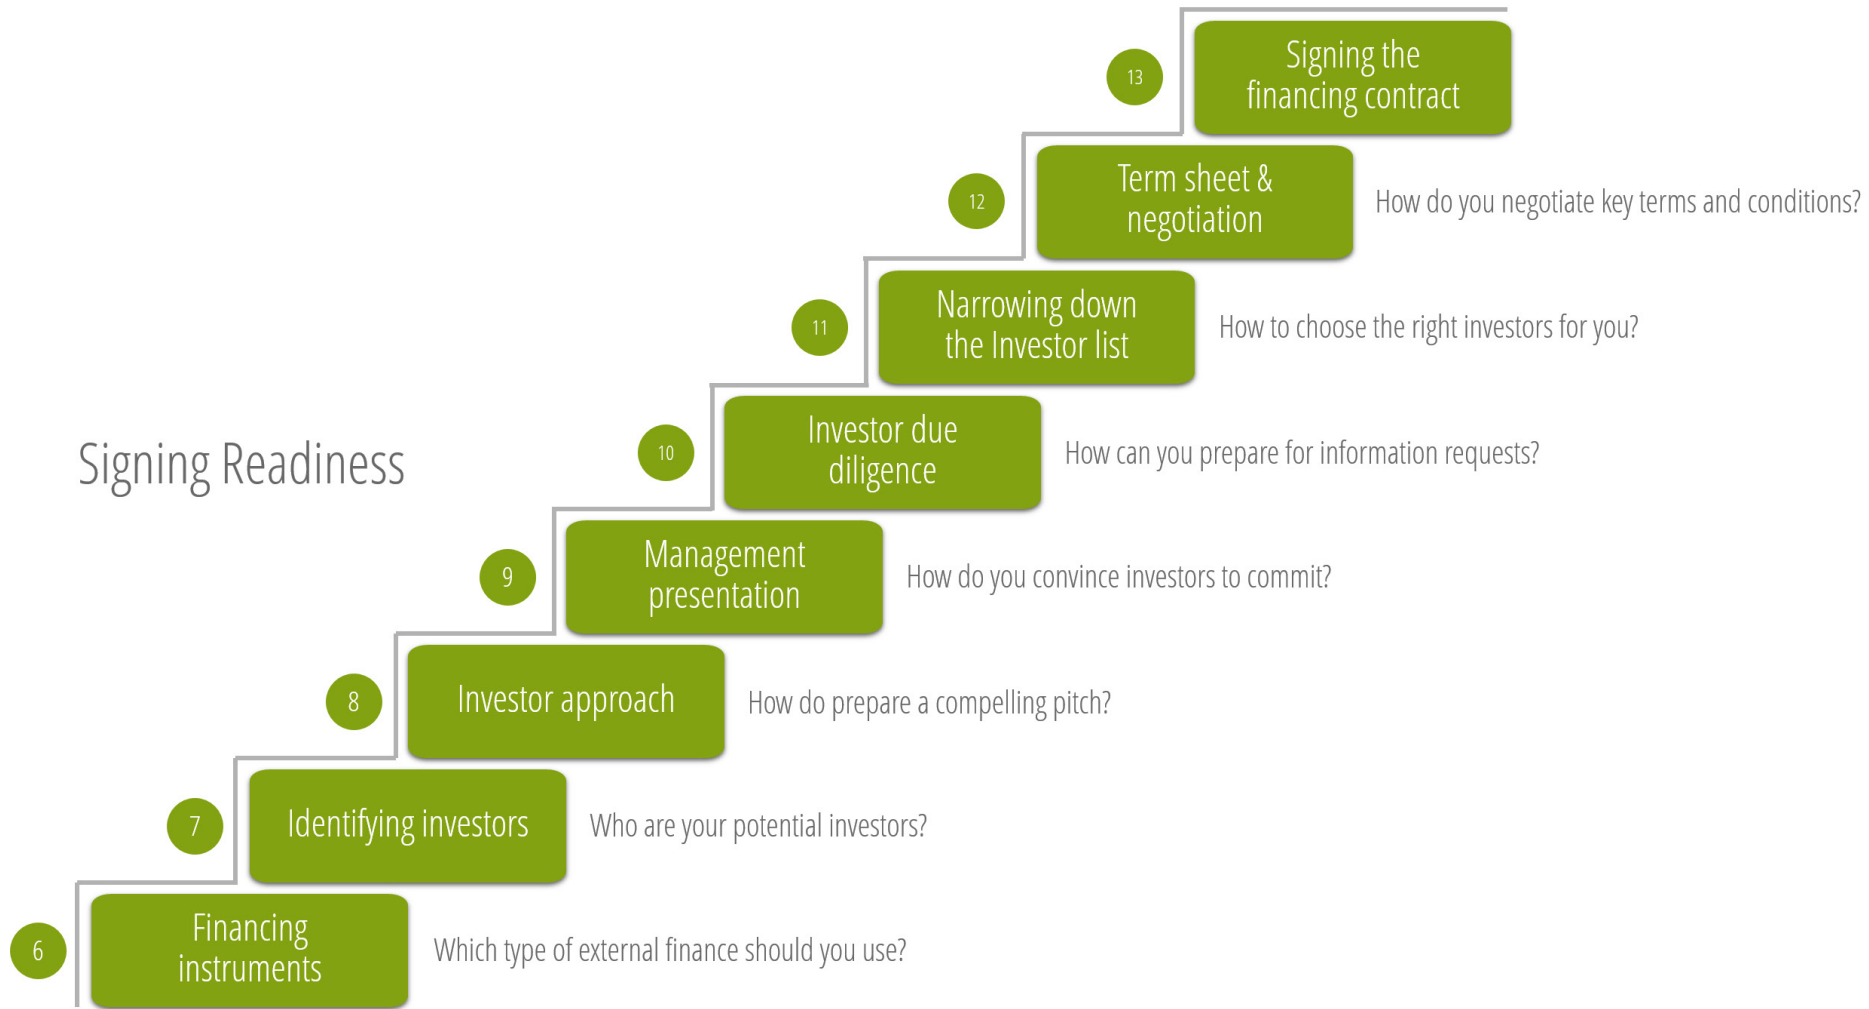 13
Signing the
financing contract
12
Term sheet &
negotiation
How do you negotiate key terms and conditions?
11
Narrowing down
the Investor list
How to choose the right investors for you?
Signing Readiness
10
Investor due
diligence
How can you prepare for information requests?
9
Management
presentation
How do you convince investors to commit?
8
Investor approach
How do prepare a compelling pitch?
7
Identifying investors
Who are your potential investors?
6
Financing
instruments
Which type of external finance should you use?